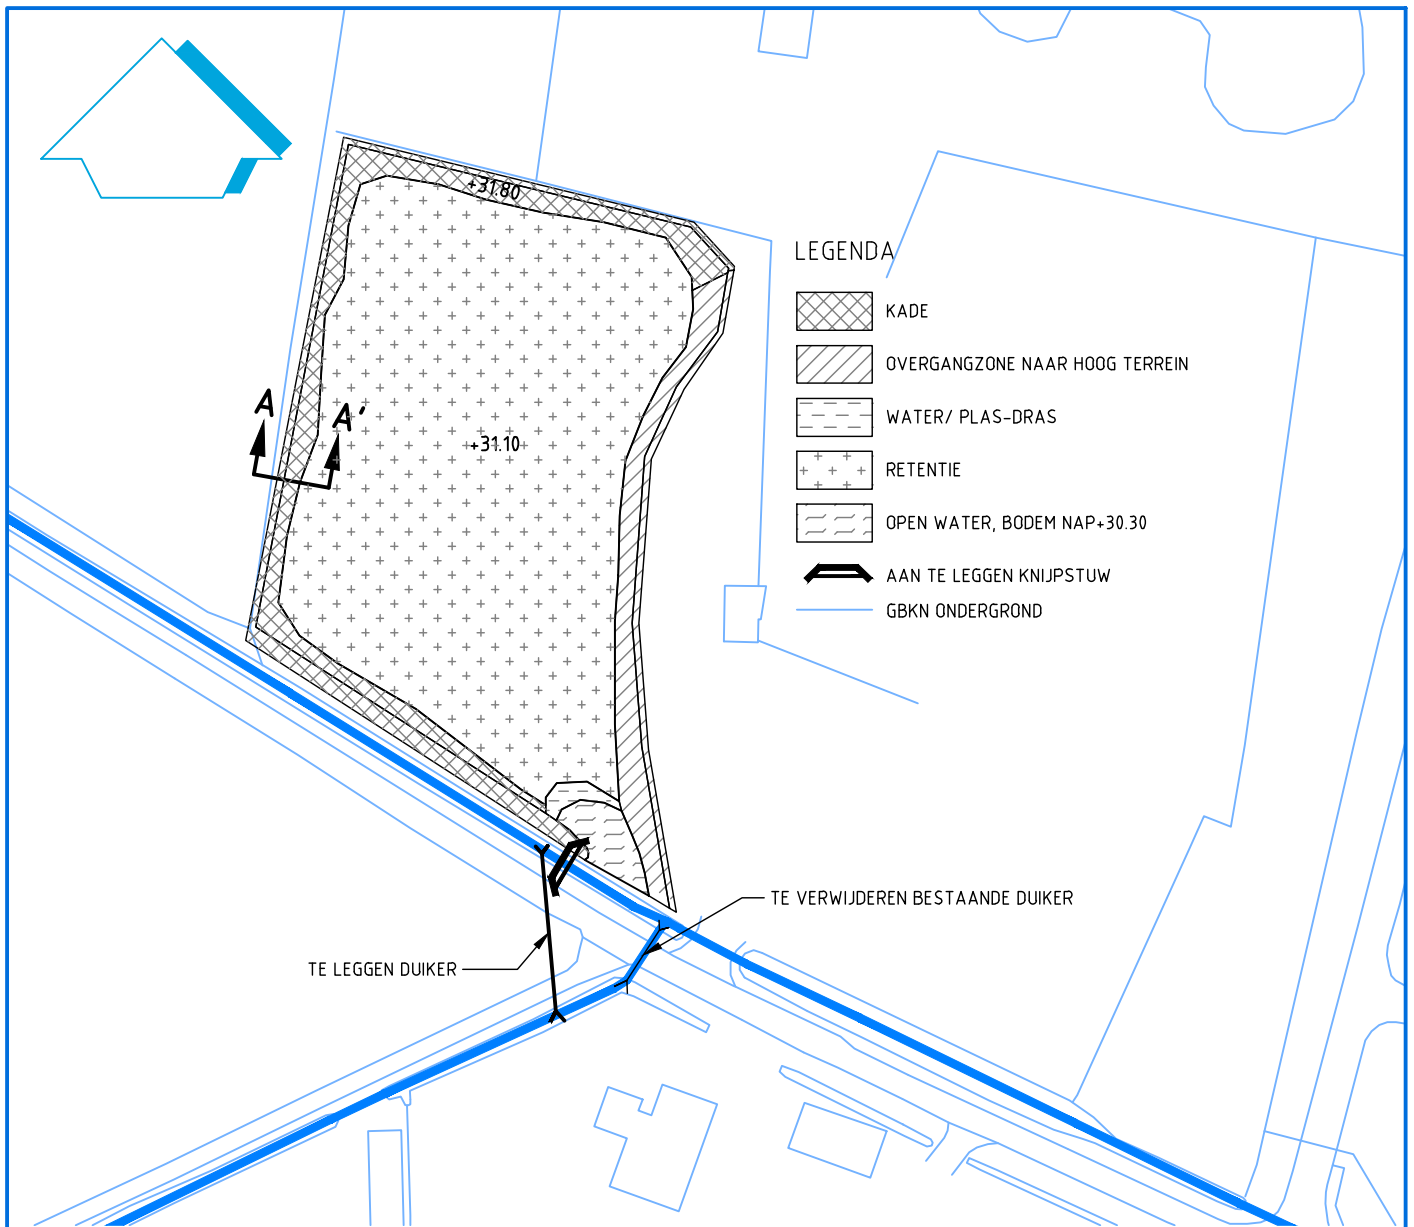 +31.80
LEGENDA
KADE
OVERGANGZONE NAAR HOOG TERREIN
A
A'
WATER/ PLAS-DRAS
+31.10
RETENTIE
OPEN WATER, BODEM NAP+30.30
AAN TE LEGGEN KNIJPSTUW
GBKN ONDERGROND
TE VERWIJDEREN BESTAANDE DUIKER
TE LEGGEN DUIKER